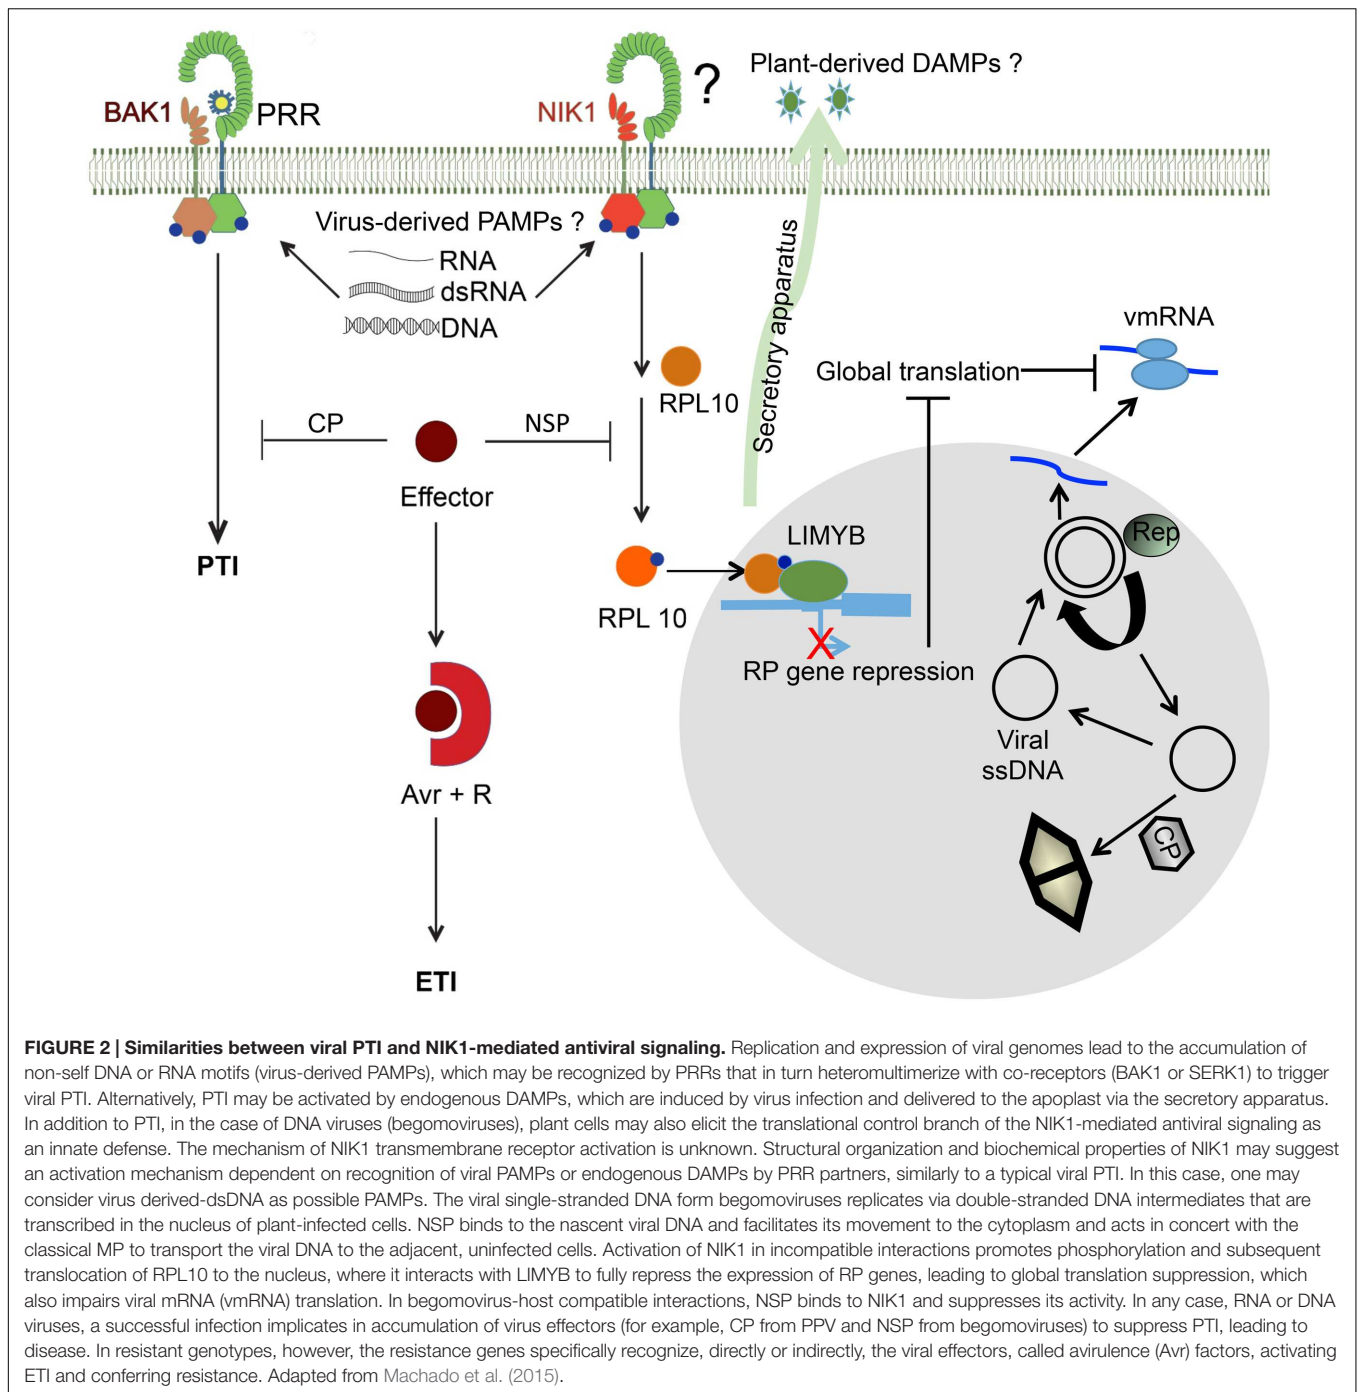 Plant-derived DAMPs ?
BAK1
PRR
NIK1
?
Virus-derived PAMPs ?
RNA
dsRNA
DNA
Secretory apparatus
vmRNA
Global translation
RPL10
CP
NSP
Effector
LIMYB
Rep
PTI
RPL 10
RP gene repression
X
Viral
ssDNA
Avr + R
CP
ETI
FIGURE 2 | Similarities between viral PTI and NIK1-mediated antiviral signaling. Replication and expression of viral genomes lead to the accumulation of
non-self DNA or RNA motifs (virus-derived PAMPs), which may be recognized by PRRs that in turn heteromultimerize with co-receptors (BAK1 or SERK1) to trigger
viral PTI. Alternatively, PTI may be activated by endogenous DAMPs, which are induced by virus infection and delivered to the apoplast via the secretory apparatus.
In addition to PTI, in the case of DNA viruses (begomoviruses), plant cells may also elicit the translational control branch of the NIK1-mediated antiviral signaling as
an innate defense. The mechanism of NIK1 transmembrane receptor activation is unknown. Structural organization and biochemical properties of NIK1 may suggest
an activation mechanism dependent on recognition of viral PAMPs or endogenous DAMPs by PRR partners, similarly to a typical viral PTI. In this case, one may
consider virus derived-dsDNA as possible PAMPs. The viral single-stranded DNA form begomoviruses replicates via double-stranded DNA intermediates that are
transcribed in the nucleus of plant-infected cells. NSP binds to the nascent viral DNA and facilitates its movement to the cytoplasm and acts in concert with the
classical MP to transport the viral DNA to the adjacent, uninfected cells. Activation of NIK1 in incompatible interactions promotes phosphorylation and subsequent
translocation of RPL10 to the nucleus, where it interacts with LIMYB to fully repress the expression of RP genes, leading to global translation suppression, which
also impairs viral mRNA (vmRNA) translation. In begomovirus-host compatible interactions, NSP binds to NIK1 and suppresses its activity. In any case, RNA or DNA
viruses, a successful infection implicates in accumulation of virus effectors (for example, CP from PPV and NSP from begomoviruses) to suppress PTI, leading to
disease. In resistant genotypes, however, the resistance genes specifically recognize, directly or indirectly, the viral effectors, called avirulence (Avr) factors, activating
ETI and conferring resistance. Adapted from Machado et al. (2015).